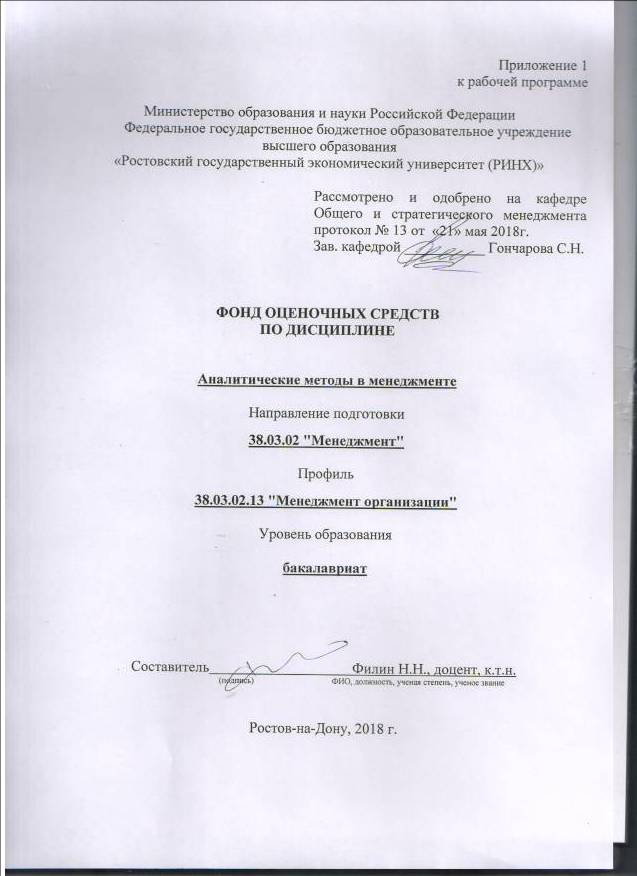 Приложение 1
к рабочей программе
Министерство образования и науки Российской Федерации
Федеральное государственное бюджетное образовательное учреждение
высшего образования
«Ростовский государственный экономический университет (РИНХ)»
Рассмотрено и одобрено на кафедре
Общего и стратегического менеджмента
протокол № 13 от «21» мая 2018г.
Зав. кафедрой Гончарова С.Н.
ФОНД ОЦЕНОЧНЫХ СРЕДСТВ
ПО ДИСЦИПЛИНЕ
Аналитические методы в менеджменте
Направление подготовки
38.03.02 "Менеджмент"
Профиль
38.03.02.13 "Менеджмент организации"
Уровень образования
бакалавриат
Составитель Филин Н.Н., доцент, к.т.н.
(подпись) ФИО, должность, ученая степень, ученое звание
Ростов-на-Дону, 2018 г.